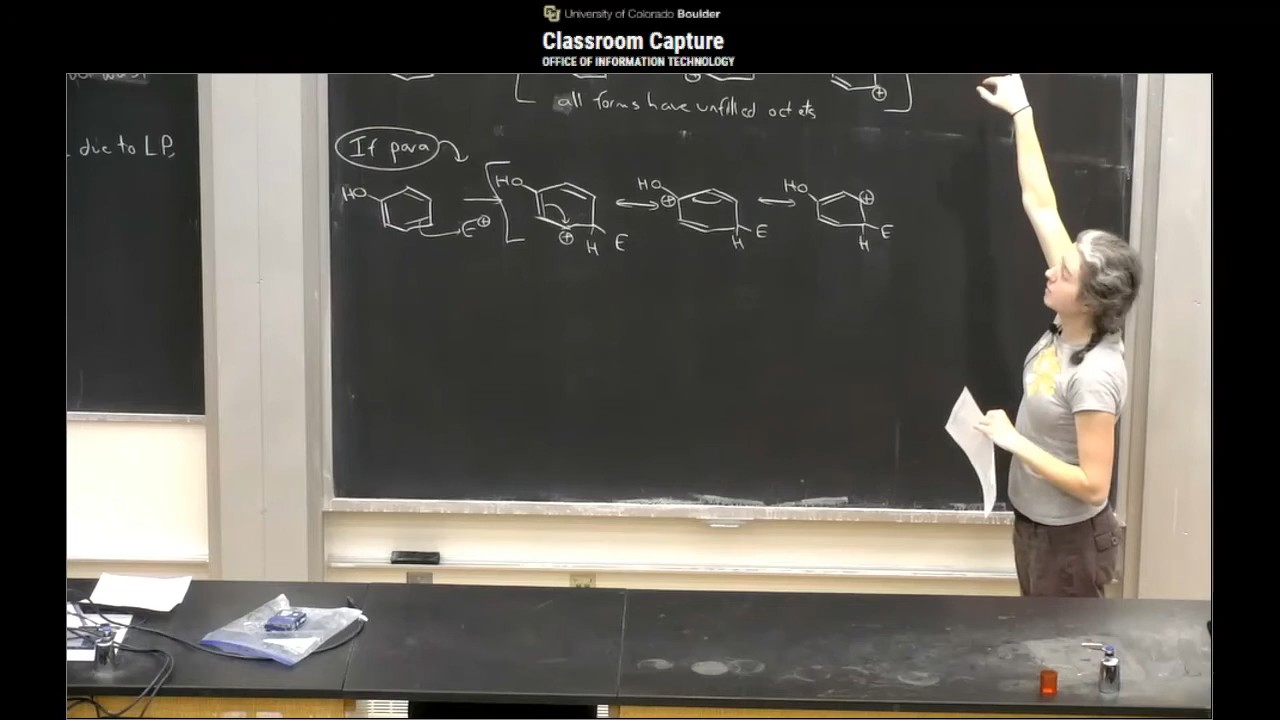 University of Colorado Boulder
Classroom Capture
OFFICE OF INFORMATION TECHNOLOGY
⊕ ⊕
all forms have unfilled octets
due to LP,
If para
HO HO HO ⊕ HO ⊕
E⊕ ⊕ H E H E H E